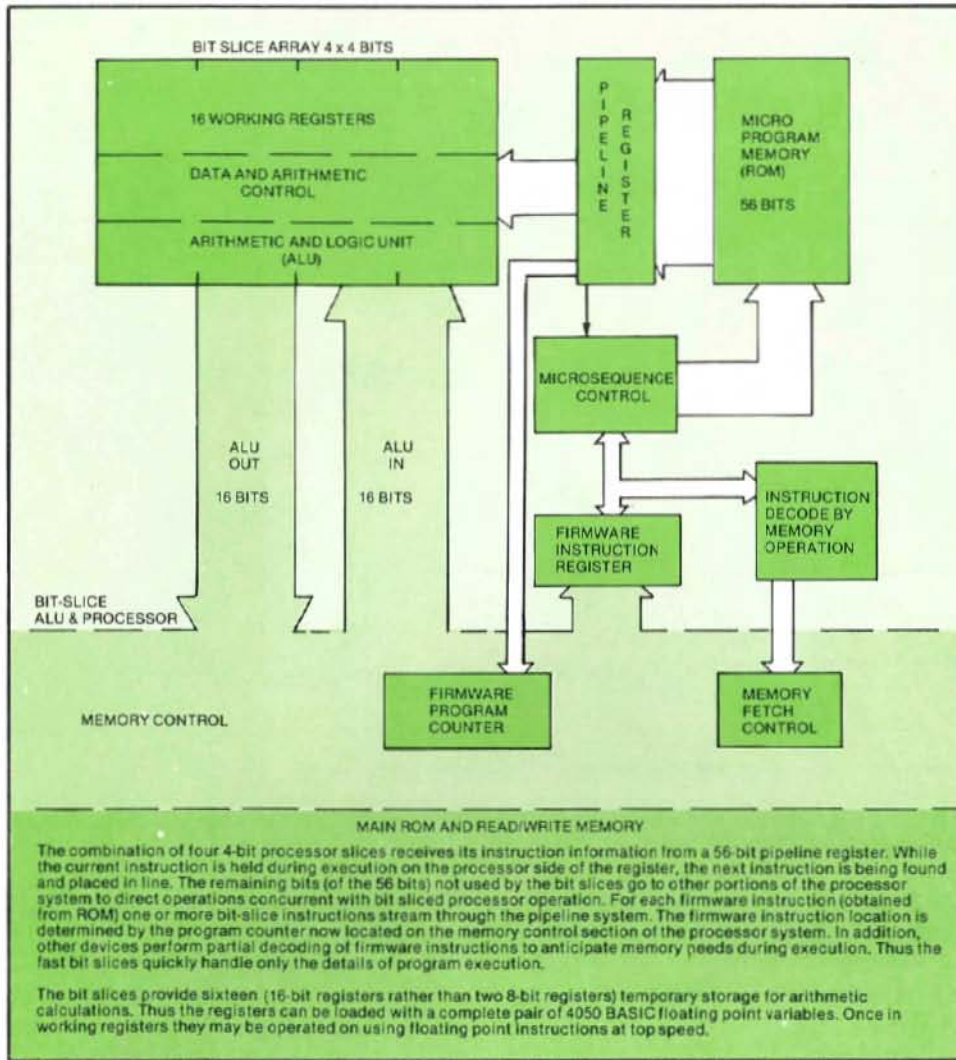 BIT SLICE ARRAY 4 x 4 BITS
16 WORKING REGISTERS
DATA AND ARITHMETIC
CONTROL
ARITHMETIC AND LOGIC UNIT
(ALU)
PIPELINE
REGISTER
MICRO
PROGRAM
MEMORY
(ROM)
56 BITS
MICROSEQUENCE
CONTROL
ALU
OUT
16 BITS
ALU
IN
16 BITS
INSTRUCTION
DECODE BY
MEMORY
OPERATION
FIRMWARE
INSTRUCTION
REGISTER
BIT-SLICE
ALU & PROCESSOR
MEMORY CONTROL
FIRMWARE
PROGRAM
COUNTER
MEMORY
FETCH
CONTROL
MAIN ROM AND READ/WRITE MEMORY
The combination of four 4-bit processor slices receives its instruction information from a 56-bit pipeline register. While
the current instruction is held during execution on the processor side of the register, the next instruction is being found
and placed in line. The remaining bits (of the 56 bits) not used by the bit slices go to other portions of the processor
system to direct operations concurrent with bit sliced processor operation. For each firmware instruction (obtained
from ROM) one or more bit-slice instructions stream through the pipeline system. The firmware instruction location is
determined by the program counter now located on the memory control section of the processor system. In addition,
other devices perform partial decoding of firmware instructions to anticipate memory needs during execution. Thus the
fast bit slices quickly handle only the details of program execution.
The bit slices provide sixteen (16-bit registers rather than two 8-bit registers) temporary storage for arithmetic
calculations. Thus the registers can be loaded with a complete pair of 4050 BASIC floating point variables. Once in
working registers they may be operated on using floating point instructions at top speed.